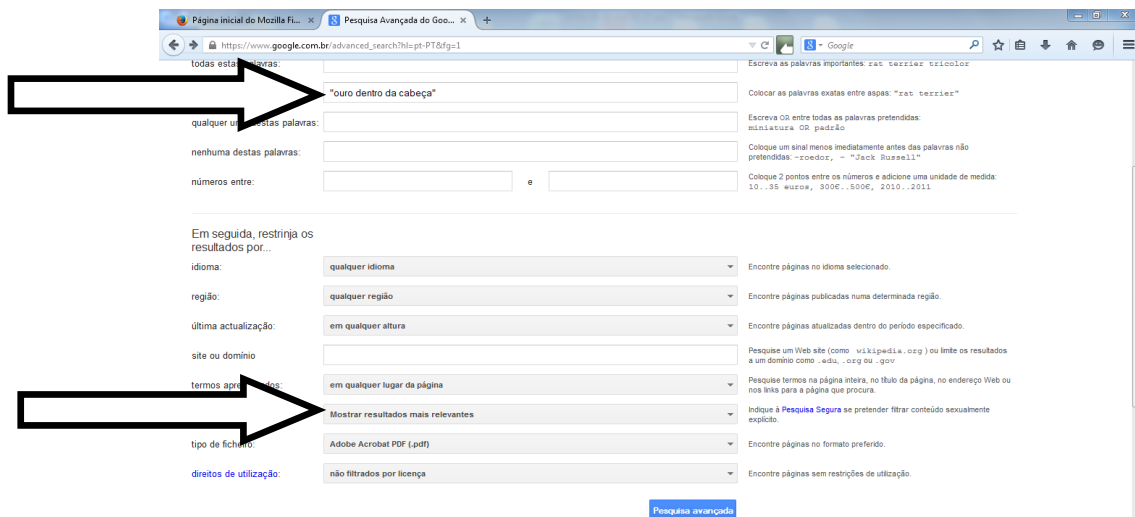 Página inicial do Mozilla Fi... × Pesquisa Avançada do Goo... × +
https://www.google.com.br/advanced_search?hl=pt-PT&fg=1 Google
todas estas palavras: Escreva as palavras importantes: rat terrier tricolor
"ouro dentro da cabeça" Colocar as palavras exatas entre aspas: "rat terrier"
qualquer destas palavras: Escreva OR entre todas as palavras pretendidas:
miniatura OR padrão
nenhuma destas palavras: Coloque um sinal menos imediatamente antes das palavras não
pretendidas: -roedor, - "Jack Russell"
números entre: e Coloque 2 pontos entre os números e adicione uma unidade de medida:
10..35 euros, 300€..500€, 2010..2011
Em seguida, restrinja os
resultados por...
idioma: qualquer idioma Encontre páginas no idioma selecionado.
região: qualquer região Encontre páginas publicadas numa determinada região.
última actualização: em qualquer altura Encontre páginas atualizadas dentro do período especificado.
site ou domínio Pesquise um Web site (como wikipedia.org ) ou limite os resultados
a um domínio como .edu, .org ou .gov
termos em qualquer lugar da página Pesquise termos na página inteira, no título da página, no endereço Web ou
nos links para a página que procura.
Mostrar resultados mais relevantes Indique à Pesquisa Segura se pretender filtrar conteúdo sexualmente
explícito.
tipo de ficheiro: Adobe Acrobat PDF (.pdf) Encontre páginas no formato preferido.
direitos de utilização: não filtrados por licença Encontre páginas sem restrições de utilização.
Pesquisa avançada